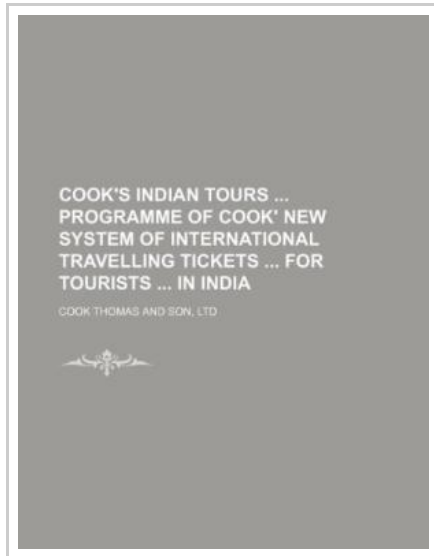 COOK'S INDIAN TOURS ...
PROGRAMME OF COOK' NEW
SYSTEM OF INTERNATIONAL
TRAVELLING TICKETS ... FOR
TOURISTS ... IN INDIA
COOK THOMAS AND SON, LTD